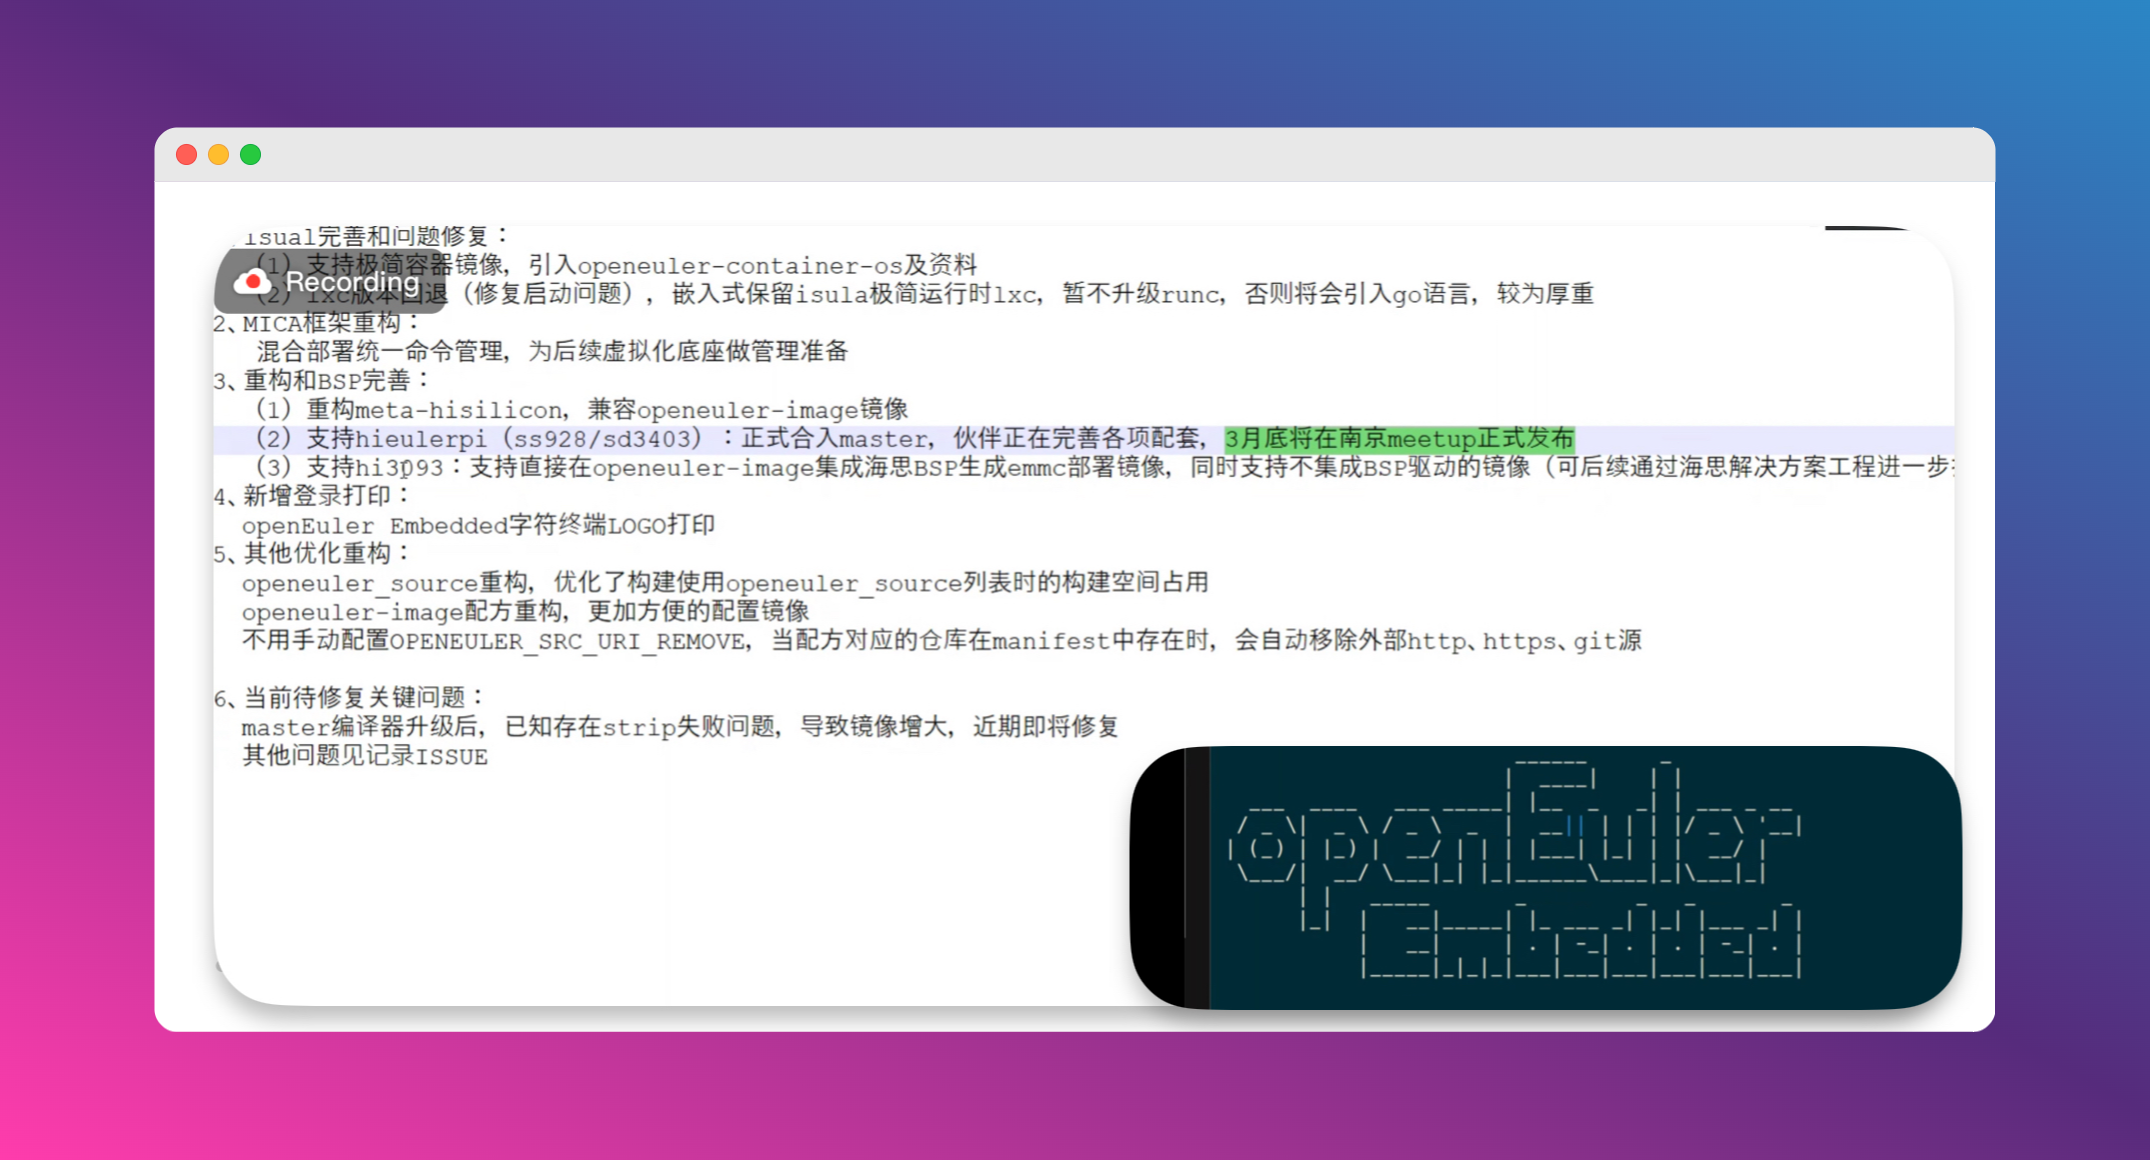 isual完善和问题修复：
（1）支持极简容器镜像，引入openeuler-container-os及资料
Recording
（2）lxc版本回退（修复启动问题），嵌入式保留isula极简运行时lxc，暂不升级runc，否则将会引入go语言，较为厚重
2、MICA框架重构：
混合部署统一命令管理，为后续虚拟化底座做管理准备
3、重构和BSP完善：
（1）重构meta-hisilicon，兼容openeuler-image镜像
（2）支持hieulerpi（ss928/sd3403）：正式合入master，伙伴正在完善各项配套，3月底将在南京meetup正式发布
（3）支持hi3093：支持直接在openeuler-image集成海思BSP生成emmc部署镜像，同时支持不集成BSP驱动的镜像（可后续通过海思解决方案工程进一步
4、新增登录打印：
openEuler Embedded字符终端LOGO打印
5、其他优化重构：
openeuler_source重构，优化了构建使用openeuler_source列表时的构建空间占用
openeuler-image配方重构，更加方便的配置镜像
不用手动配置OPENEULER_SRC_URI_REMOVE，当配方对应的仓库在manifest中存在时，会自动移除外部http、https、git源
6、当前待修复关键问题：
master编译器升级后，已知存在strip失败问题，导致镜像增大，近期即将修复
其他问题见记录ISSUE
openEuler
Embedded